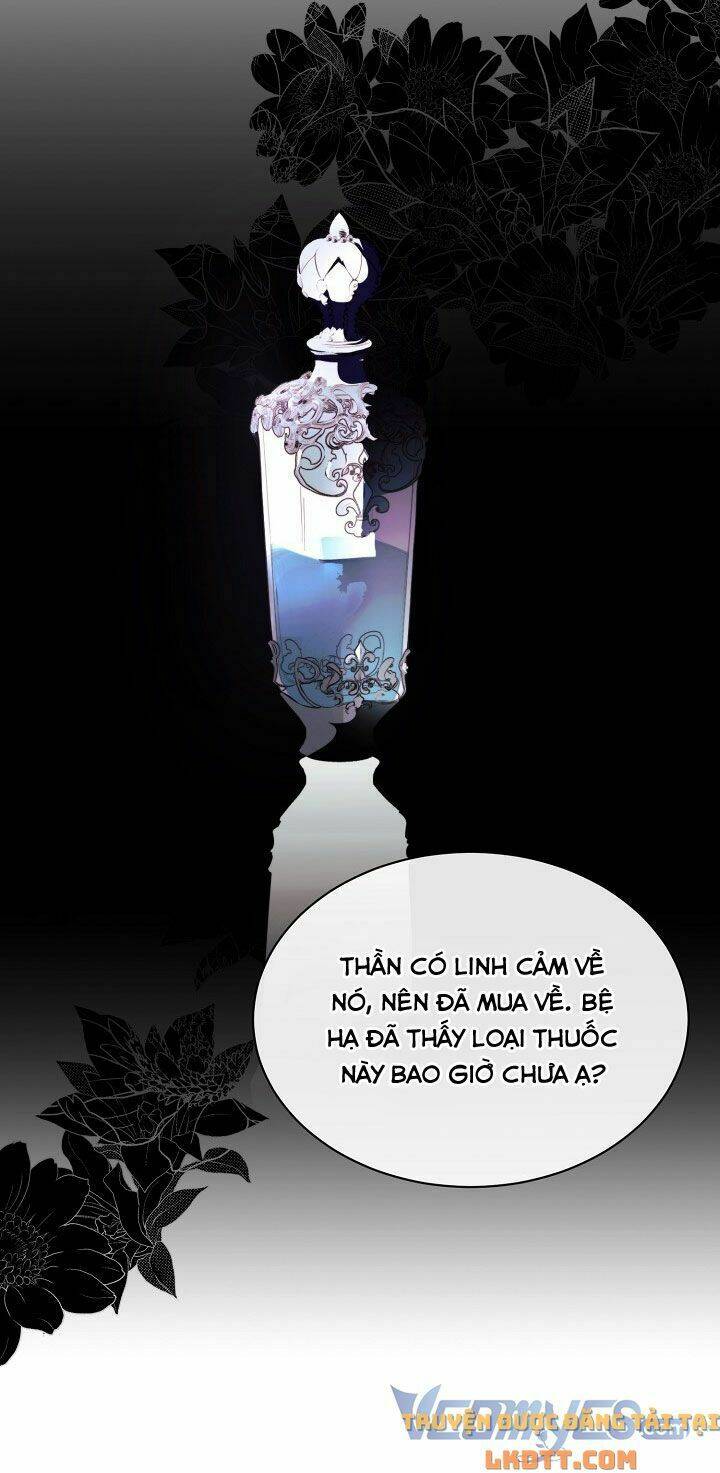 THẦN CÓ LINH CẢM VỀ
NÓ, NÊN ĐÃ MUA VỀ. BỆ
HẠ ĐÃ THẤY LOẠI THUỐC
NÀY BAO GIỜ CHƯA Ạ?
TRUYỆN ĐƯỢC ĐĂNG TẢI TẠI
LKDTT.COM